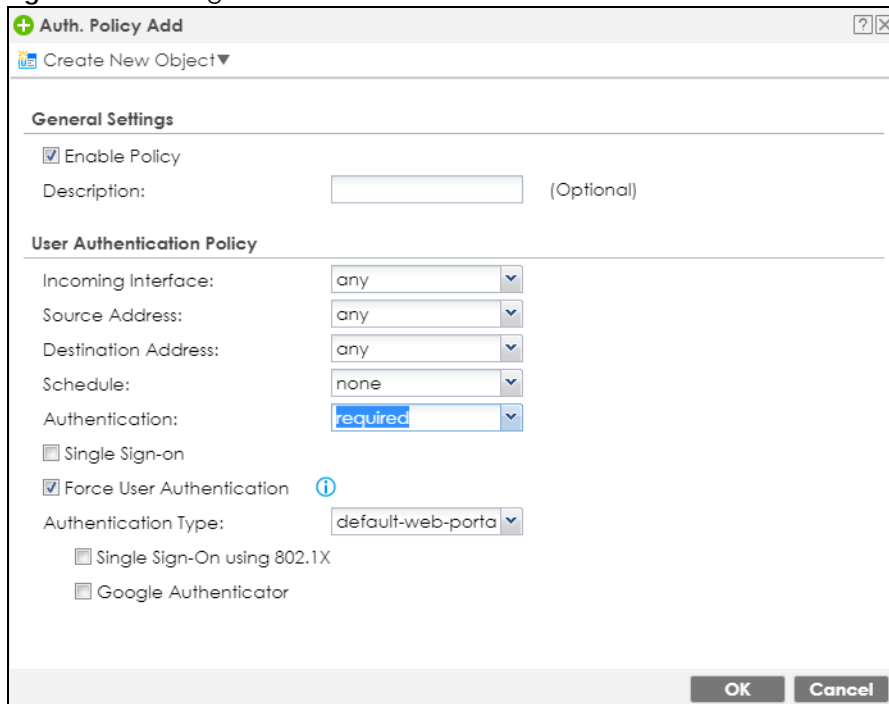 Auth. Policy Add
Create New Object
General Settings
Enable Policy
Description: (Optional)
User Authentication Policy
Incoming Interface: any
Source Address: any
Destination Address: any
Schedule: none
Authentication: required
Single Sign-on
Force User Authentication
Authentication Type: default-web-porta
Single Sign-On using 802.1X
Google Authenticator
OK Cancel